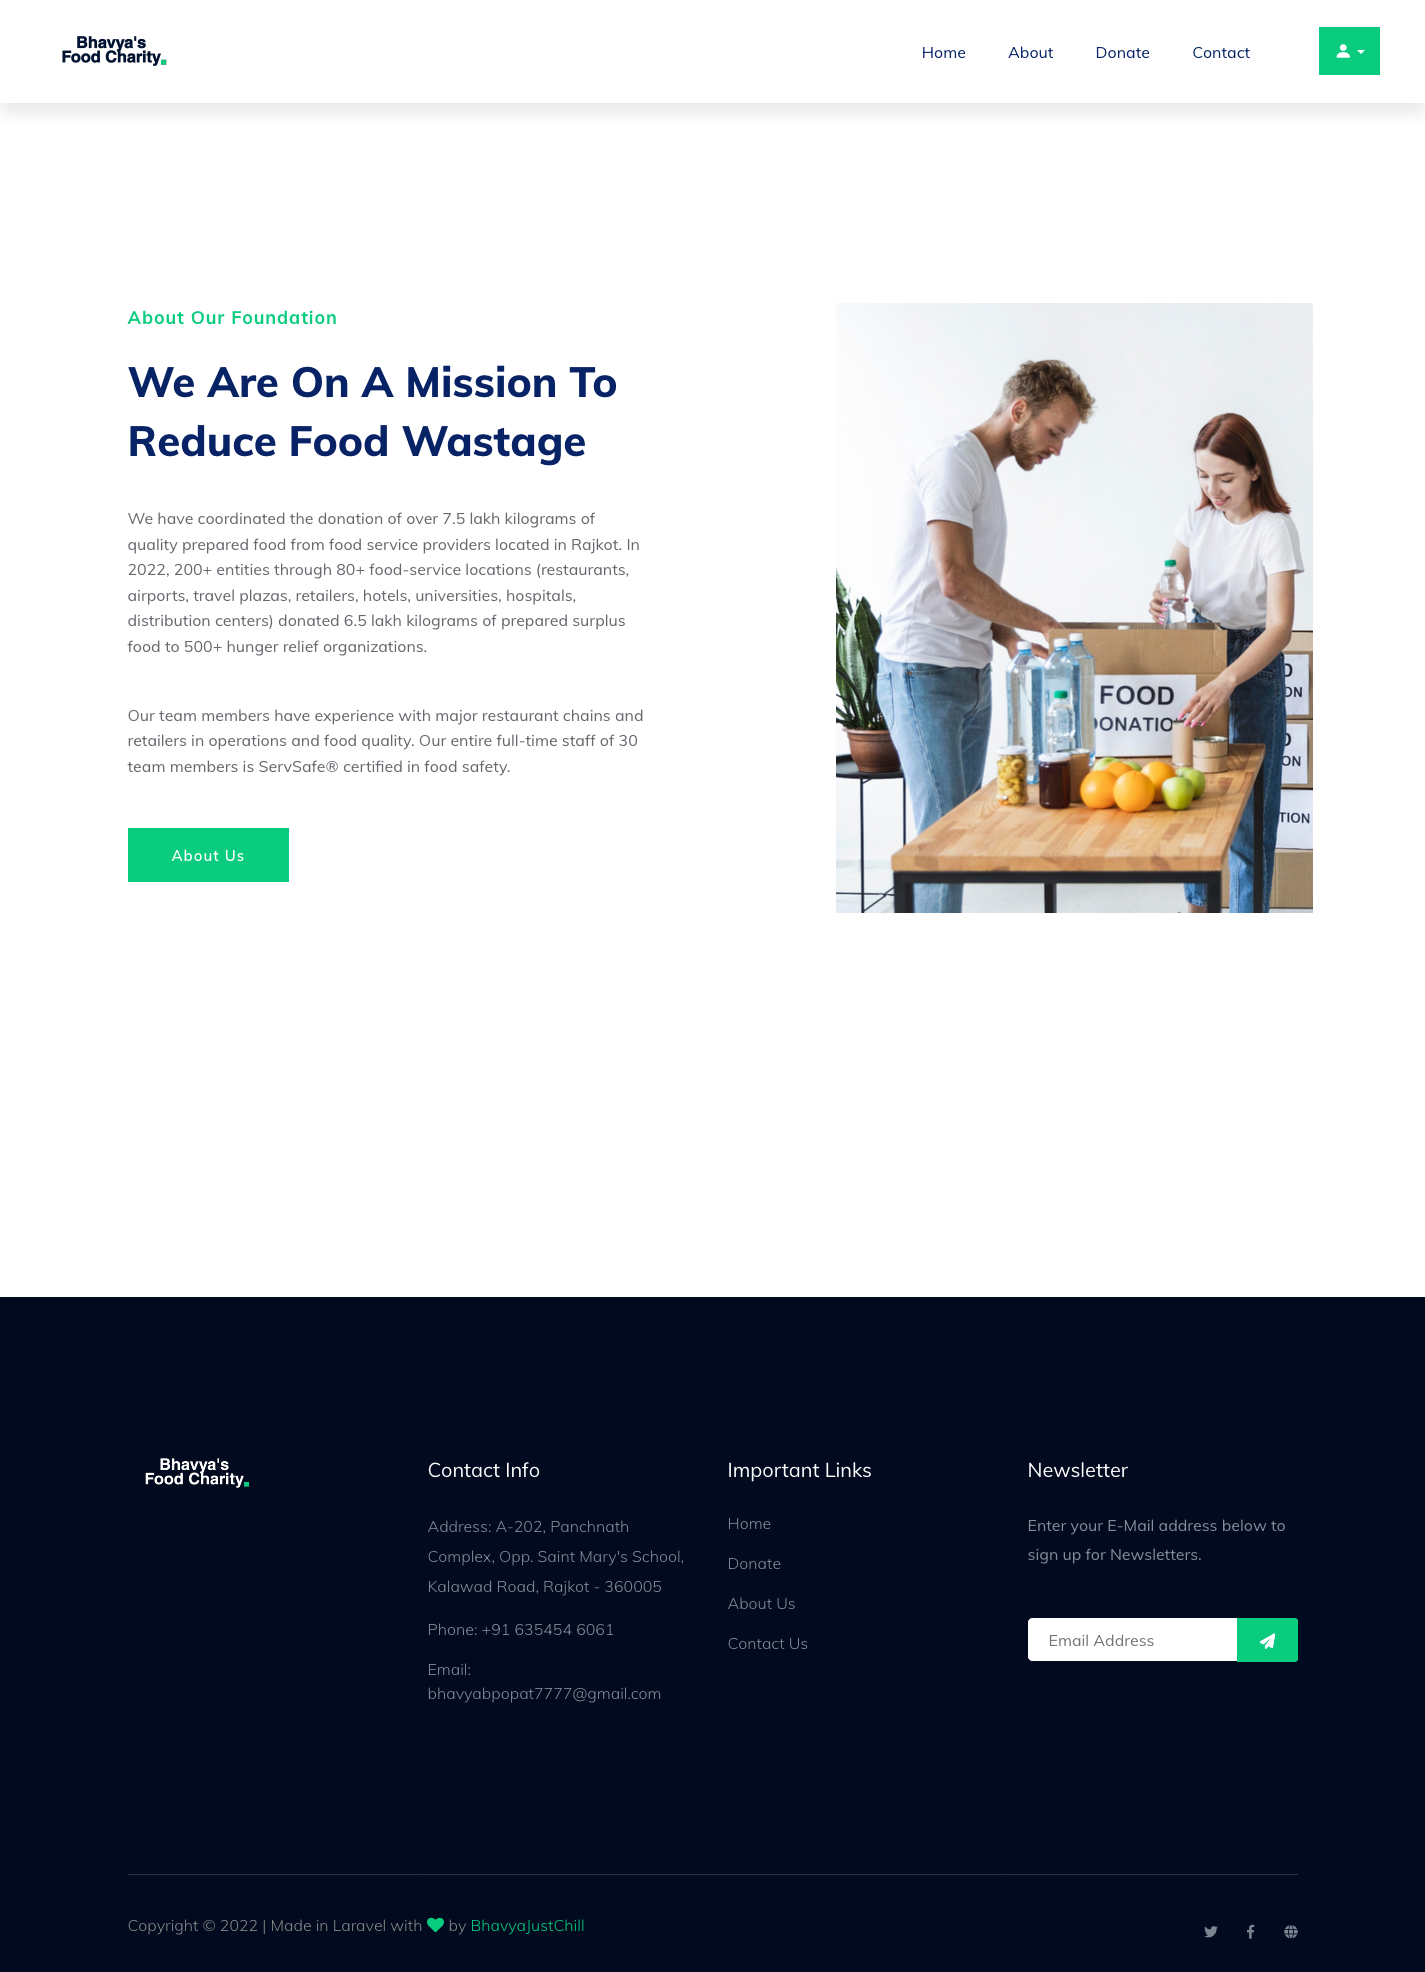 Bhavya's
Food Charity.
Home
About
Donate
Contact
About Our Foundation
We Are On A Mission To
Reduce Food Wastage
We have coordinated the donation of over 7.5 lakh kilograms of
quality prepared food from food service providers located in Rajkot. In
2022, 200+ entities through 80+ food-service locations (restaurants,
airports, travel plazas, retailers, hotels, universities, hospitals,
distribution centers) donated 6.5 lakh kilograms of prepared surplus
food to 500+ hunger relief organizations.
Our team members have experience with major restaurant chains and
retailers in operations and food quality. Our entire full-time staff of 30
team members is ServSafe® certified in food safety.
About Us
FOOD
DONATIO
Bhavya's
Food Charity.
Contact Info
Address: A-202, Panchnath
Complex, Opp. Saint Mary's School,
Kalawad Road, Rajkot - 360005
Phone: +91 635454 6061
Email:
bhavyabpopat7777@gmail.com
Important Links
Home
Donate
About Us
Contact Us
Newsletter
Enter your E-Mail address below to
sign up for Newsletters.
Email Address
Copyright © 2022 | Made in Laravel with by BhavyaJustChill